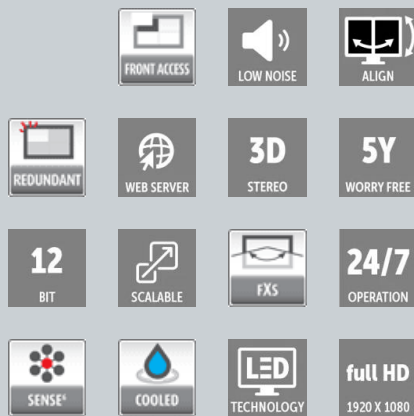 FRONT ACCESS
LOW NOISE
ALIGN
REDUNDANT
WEB SERVER
3D
STEREO
5Y
WORRY FREE
12
BIT
SCALABLE
FXS
24/7
OPERATION
SENSE⁶
COOLED
LED
TECHNOLOGY
full HD
1920 X 1080